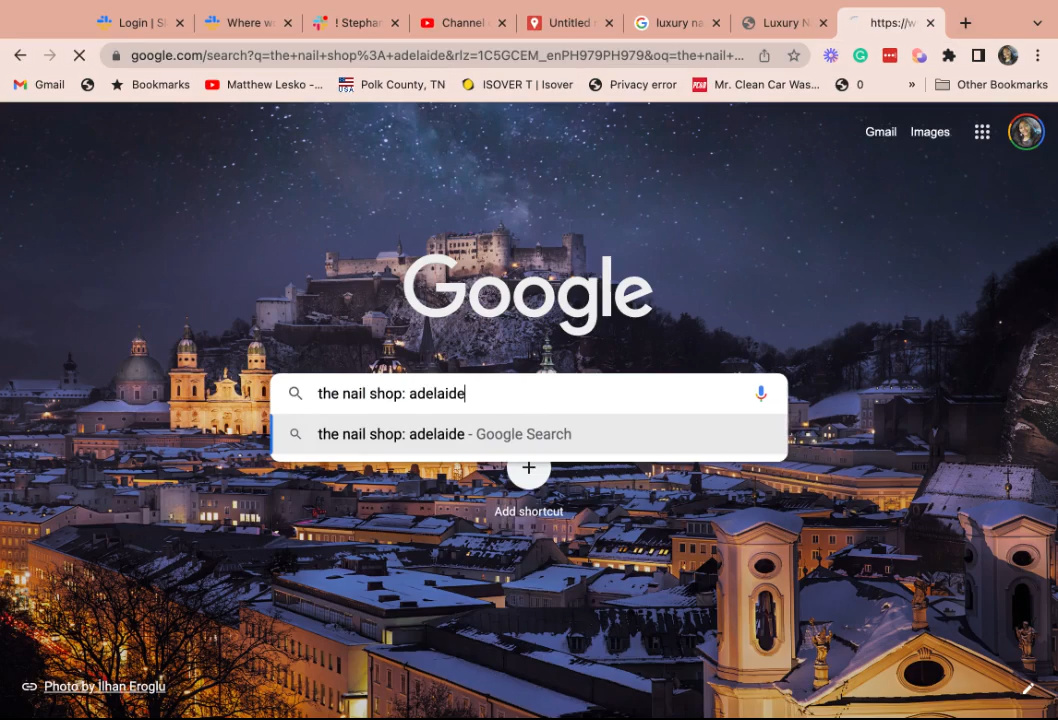 Login | Sl
Where wo
! Stephar
Channel
Untitled
luxury na
Luxury N
https://w
google.com/search?q=the+nail+shop%3A+adelaide&rlz=1C5GCEM_enPH979PH979&oq=the+nail+...
Gmail
Bookmarks
Matthew Lesko -...
USA
Polk County, TN
ISOVER T | Isover
Privacy error
Mr. Clean Car Was...
0
»
Other Bookmarks
Gmail
Images
Google
the nail shop: adelaide
the nail shop: adelaide - Google Search
Add shortcut
Photo by Ilhan Eroglu